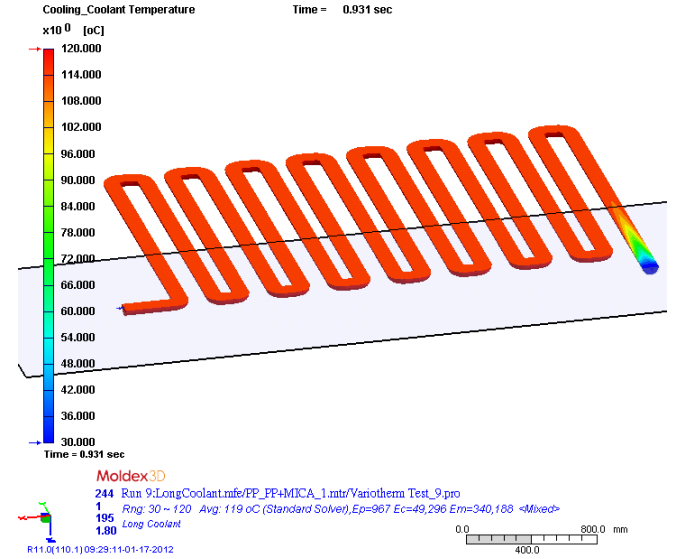 Cooling_Coolant Temperature
Time = 0.931 sec
x10 0 [oC]
120.000
114.000
108.000
102.000
96.000
90.000
84.000
78.000
72.000
66.000
60.000
54.000
48.000
42.000
36.000
30.000
Time = 0.931 sec
Moldex3D
244 Run 9:LongCoolant.mfe/PP_PP+MICA_1.mtr/Variotherm Test_9.pro
1 Rng: 30 ~ 120 Avg: 119 oC (Standard Solver),Ep=967 Ec=49,296 Em=340,188 <Mixed>
195 Long Coolant
1.80
0.0 800.0 mm
400.0
R11.0(110.1) 09:29:11-01-17-2012